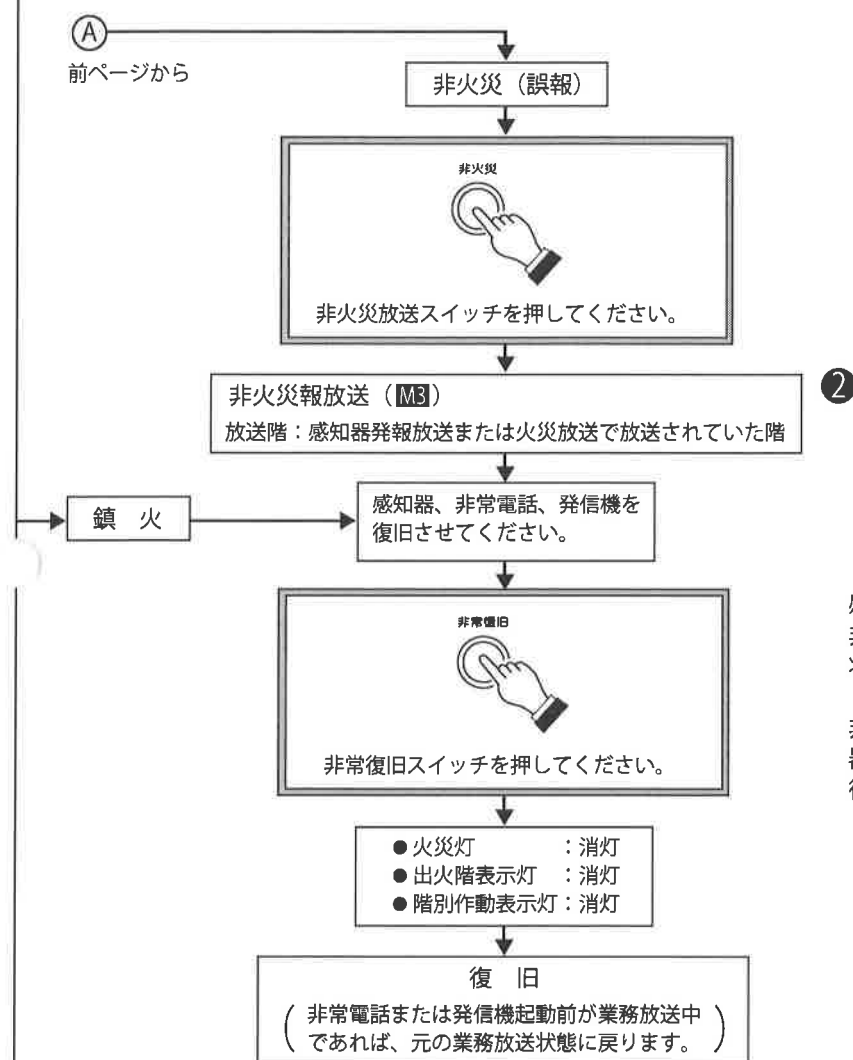 A
前ページから
非火災（誤報）
非火災
非火災放送スイッチを押してください。
非火災報放送（M3）
放送階：感知器発報放送または火災放送で放送されていた階
2
鎮　火
感知器、非常電話、発信機を
復旧させてください。
非常復旧
非常復旧スイッチを押してください。
●火災灯　　　：消灯
●出火階表示灯　：消灯
●階別作動表示灯：消灯
復　旧
（非常電話または発信機起動前が業務放送中
であれば、元の業務放送状態に戻ります。）